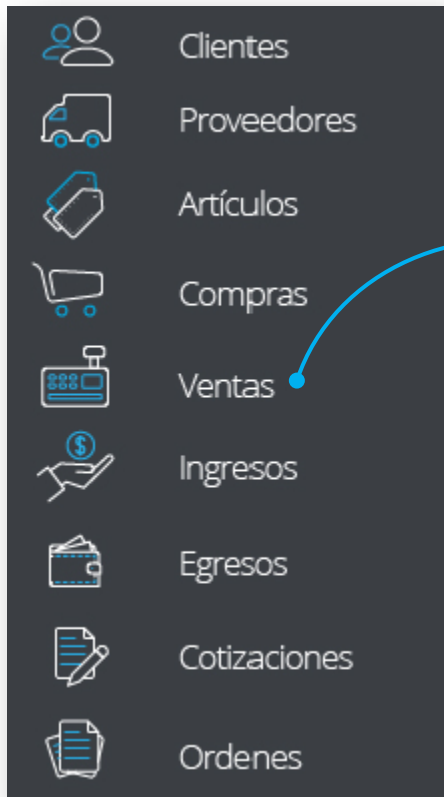 Clientes
Proveedores
Artículos
Compras
Ventas
Ingresos
Egresos
Cotizaciones
Ordenes